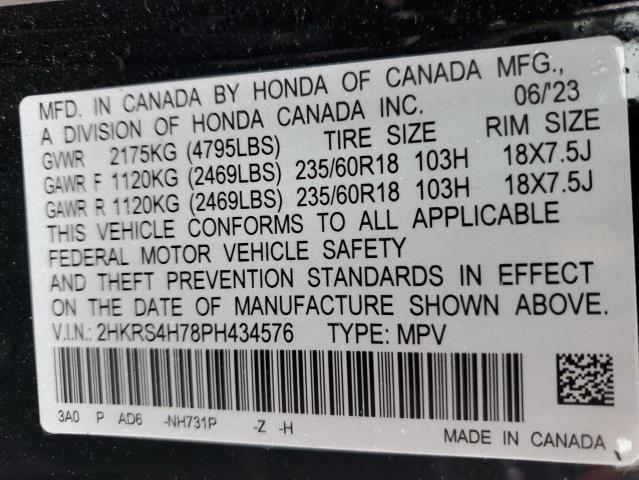 MFD. IN CANADA BY HONDA OF CANADA MFG.,
A DIVISION OF HONDA CANADA INC. 06/'23
GVWR 2175KG (4795LBS) TIRE SIZE RIM SIZE
GAWR F 1120KG (2469LBS) 235/60R18 103H 18X7.5J
GAWR R 1120KG (2469LBS) 235/60R18 103H 18X7.5J
THIS VEHICLE CONFORMS TO ALL APPLICABLE
FEDERAL MOTOR VEHICLE SAFETY
AND THEFT PREVENTION STANDARDS IN EFFECT
ON THE DATE OF MANUFACTURE SHOWN ABOVE.
V.I.N.: 2HKRS4H78PH434576 TYPE: MPV
3A0 P AD6 -NH731P -Z -H
MADE IN CANADA